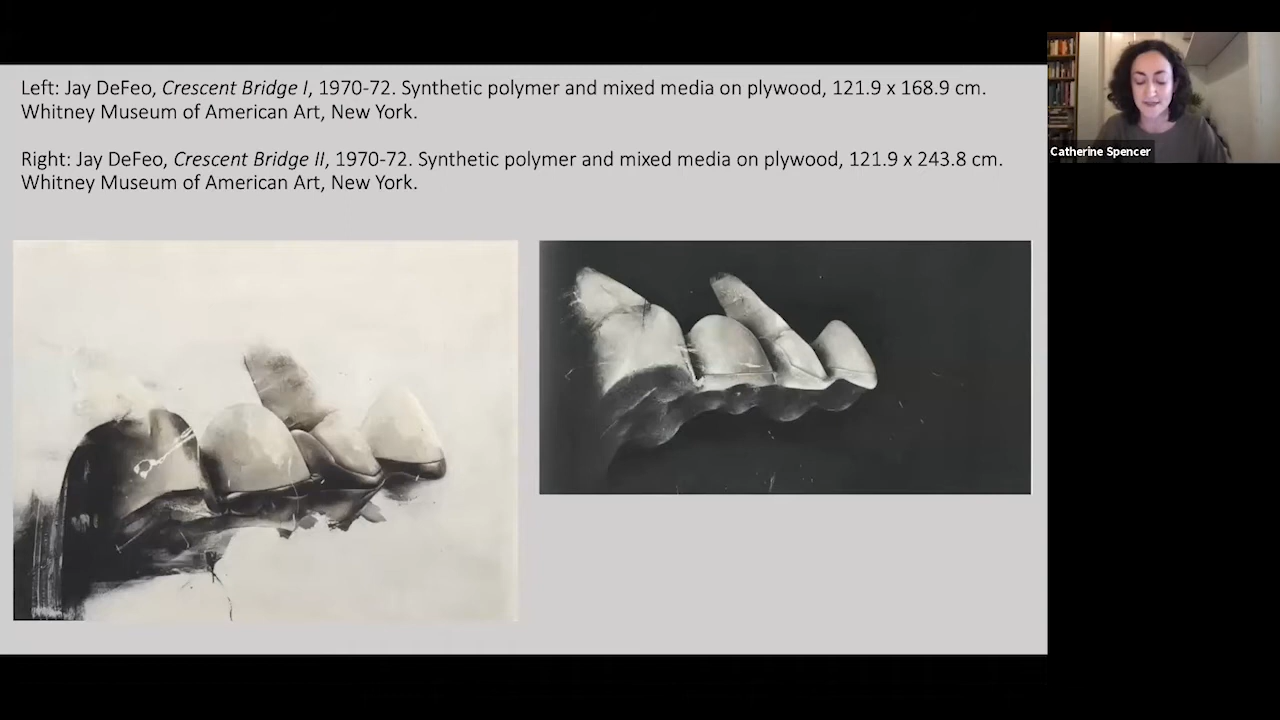 Left: Jay DeFeo, Crescent Bridge I, 1970-72. Synthetic polymer and mixed media on plywood, 121.9 x 168.9 cm.
Whitney Museum of American Art, New York.
Right: Jay DeFeo, Crescent Bridge II, 1970-72. Synthetic polymer and mixed media on plywood, 121.9 x 243.8 cm.
Whitney Museum of American Art, New York.
Catherine Spencer